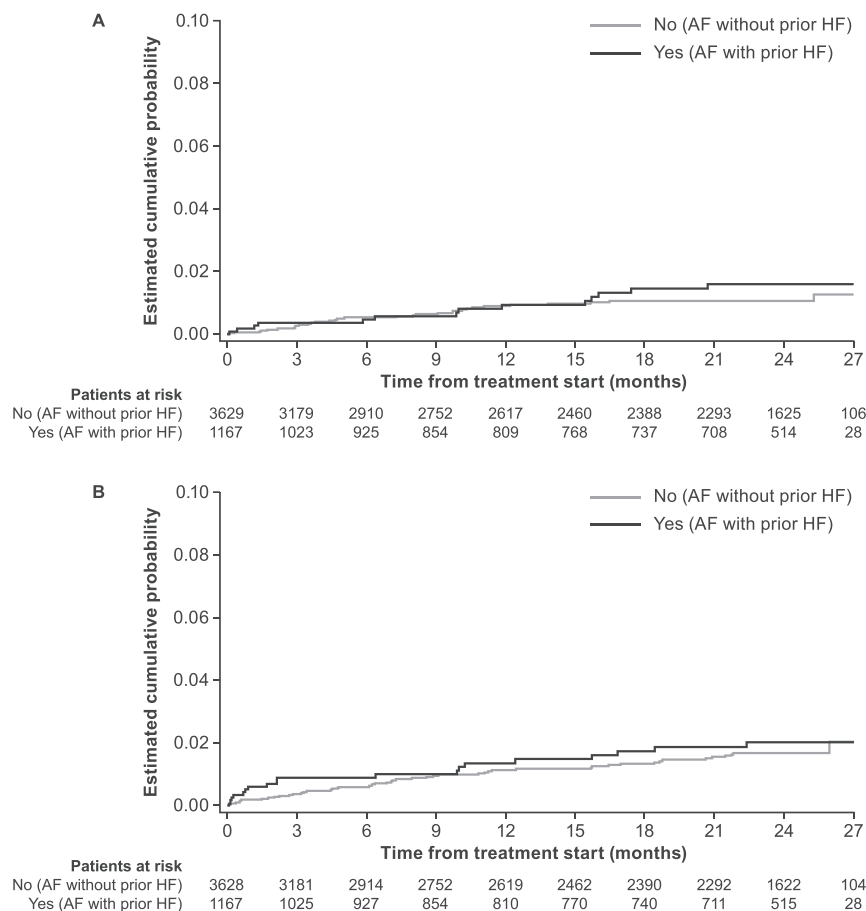 A
0.10
0.08
0.06
0.04
0.02
0.00
Estimated cumulative probability
No (AF without prior HF)
Yes (AF with prior HF)
0 3 6 9 12 15 18 21 24 27
Time from treatment start (months)
Patients at risk
No (AF without prior HF) 3629 3179 2910 2752 2617 2460 2388 2293 1625 106
Yes (AF with prior HF) 1167 1023 925 854 809 768 737 708 514 28
B
0.10
0.08
0.06
0.04
0.02
0.00
Estimated cumulative probability
No (AF without prior HF)
Yes (AF with prior HF)
0 3 6 9 12 15 18 21 24 27
Time from treatment start (months)
Patients at risk
No (AF without prior HF) 3628 3181 2914 2752 2619 2462 2390 2292 1622 104
Yes (AF with prior HF) 1167 1025 927 854 810 770 740 711 515 28